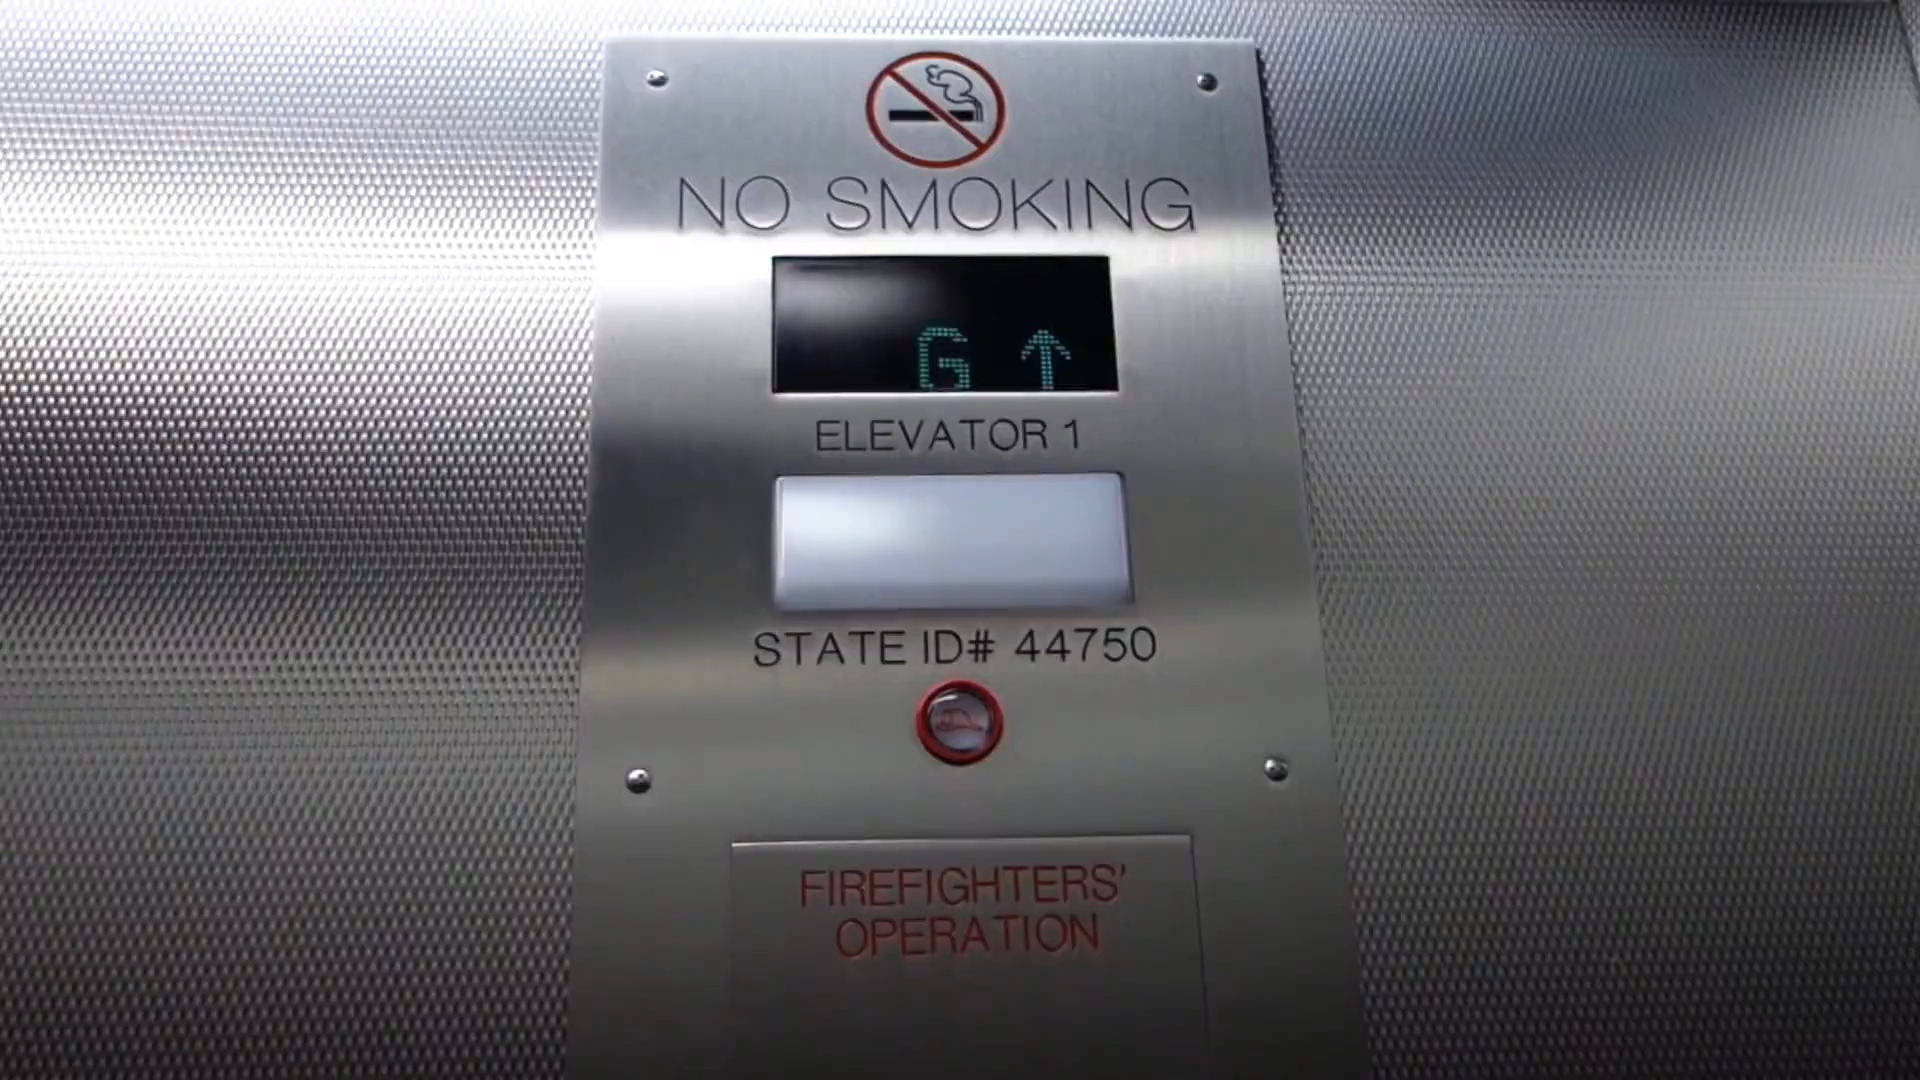 NO SMOKING
G ↑
ELEVATOR 1
STATE ID# 44750
FIREFIGHTERS'
OPERATION